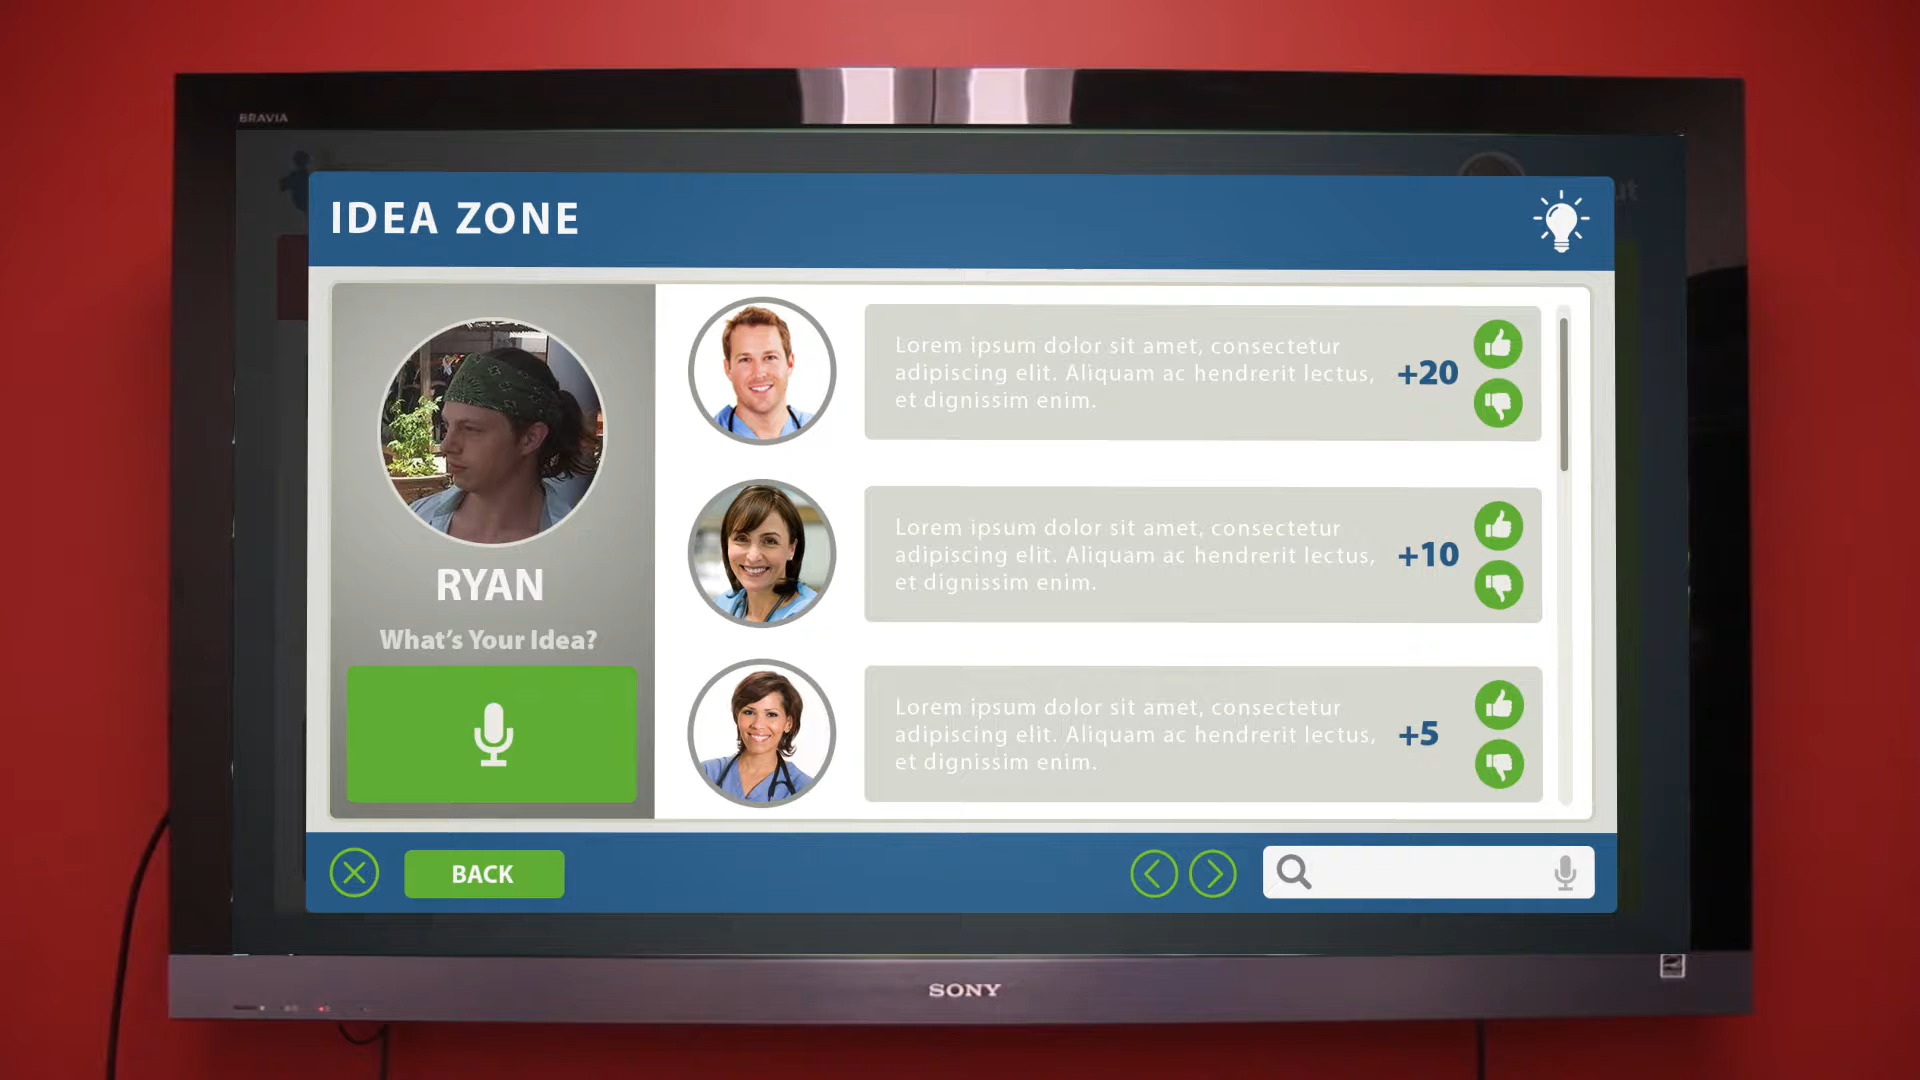 BRAVIA
IDEA ZONE
RYAN
What's Your Idea?
Lorem ipsum dolor sit amet, consectetur
adipiscing elit. Aliquam ac hendrerit lectus,
et dignissim enim.
+20
Lorem ipsum dolor sit amet, consectetur
adipiscing elit. Aliquam ac hendrerit lectus,
et dignissim enim.
+10
Lorem ipsum dolor sit amet, consectetur
adipiscing elit. Aliquam ac hendrerit lectus,
et dignissim enim.
+5
BACK
SONY